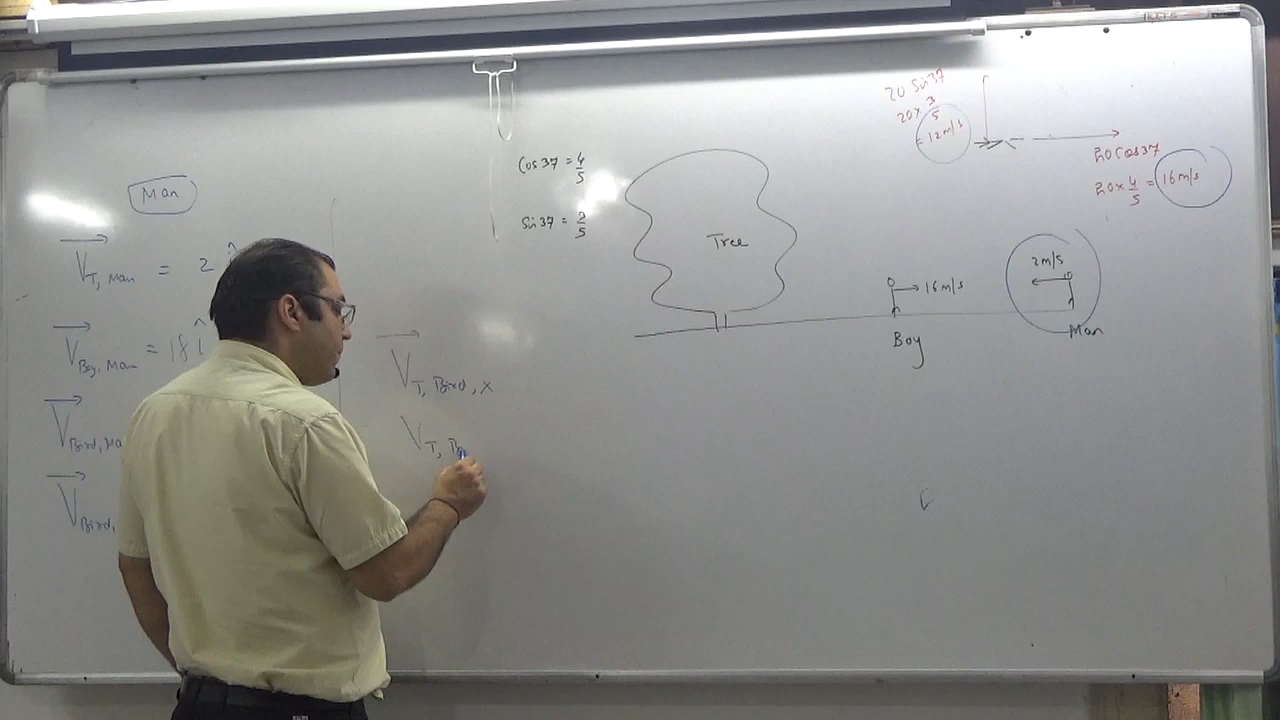 Man
V T, Man = 2
V Boy, Man = 18 î
V Bird, Ma
V Bird,
V T, Bird, x
V T, B
Cos 37 = 4/5
Sin 37 = 3/5
Tree
20 Sin 37
20 x 3/5
= 12 m/s
20 Cos 37
20 x 4/5 = 16 m/s
16 m/s
Boy
2 m/s
Man